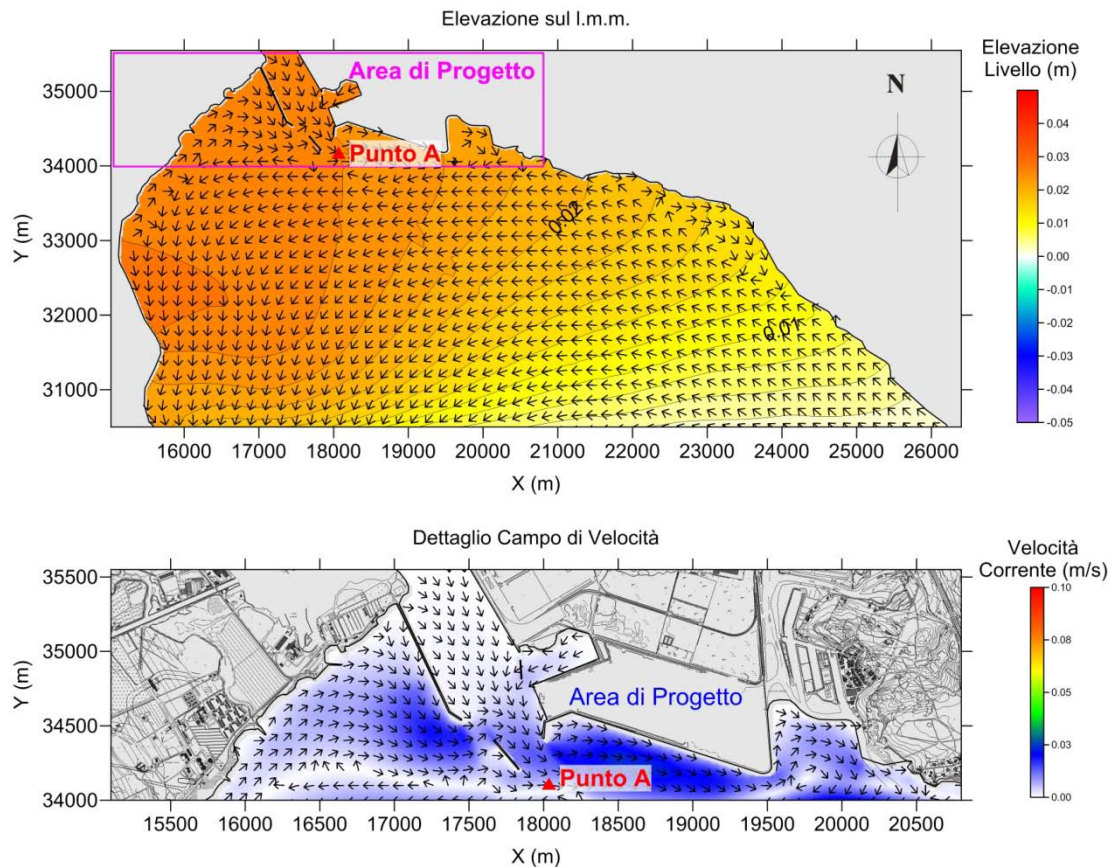 Elevazione sul l.m.m.
Area di Progetto
N
Punto A
0.02
0.01
35000
34000
33000
32000
31000
Y (m)
16000 17000 18000 19000 20000 21000 22000 23000 24000 25000 26000
X (m)
Elevazione
Livello (m)
0.05
0.04
0.03
0.02
0.01
0.00
-0.01
-0.02
-0.03
-0.04
-0.05
Dettaglio Campo di Velocità
Area di Progetto
Punto A
35500
35000
34500
34000
Y (m)
15500 16000 16500 17000 17500 18000 18500 19000 19500 20000 20500
X (m)
Velocità
Corrente (m/s)
0.10
0.08
0.05
0.03
0.00